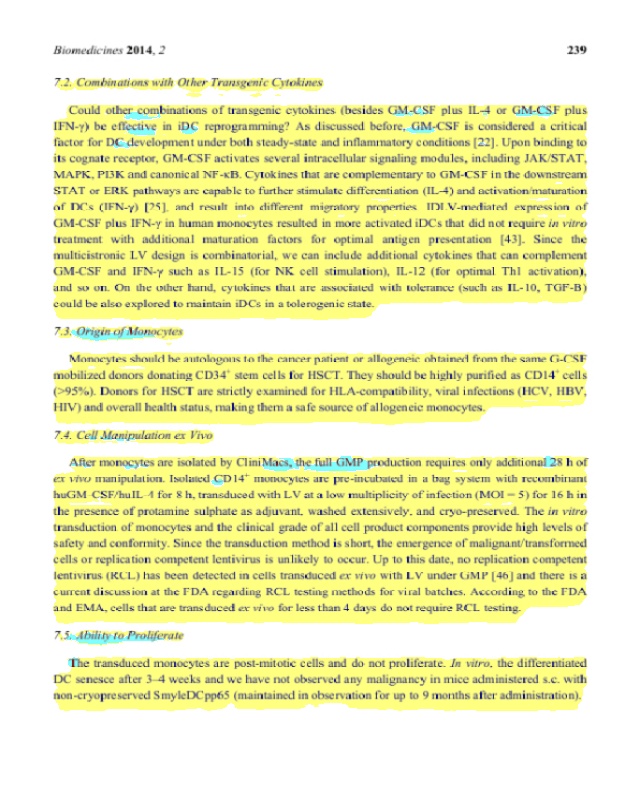 Biomedicines 2014, 2 239
7.2. Combinations with Other Transgenic Cytokines
Could other combinations of transgenic cytokines (besides GM-CSF plus IL-4 or GM-CSF plus
IFN-γ) be effective in iDC reprogramming? As discussed before, GM-CSF is considered a critical
factor for DC development under both steady-state and inflammatory conditions [22]. Upon binding to
its cognate receptor, GM-CSF activates several intracellular signaling modules, including JAK/STAT,
MAPK, PI3K and canonical NF-κB. Cytokines that are complementary to GM-CSF in the downstream
STAT or ERK pathways are capable to further stimulate differentiation (IL-4) and activation/maturation
of DCs (IFN-γ) [25], and result into different migratory properties. IDLV-mediated expression of
GM-CSF plus IFN-γ in human monocytes resulted in more activated iDCs that did not require in vitro
treatment with additional maturation factors for optimal antigen presentation [43]. Since the
multicistronic LV design is combinatorial, we can include additional cytokines that can complement
GM-CSF and IFN-γ such as IL-15 (for NK cell stimulation), IL-12 (for optimal Th1 activation),
and so on. On the other hand, cytokines that are associated with tolerance (such as IL-10, TGF-B)
could be also explored to maintain iDCs in a tolerogenic state.
7.3. Origin of Monocytes
Monocytes should be autologous to the cancer patient or allogeneic obtained from the same G-CSF
mobilized donors donating CD34⁺ stem cells for HSCT. They should be highly purified as CD14⁺ cells
(>95%). Donors for HSCT are strictly examined for HLA-compatibility, viral infections (HCV, HBV,
HIV) and overall health status, making them a safe source of allogeneic monocytes.
7.4. Cell Manipulation ex Vivo
After monocytes are isolated by CliniMacs, the full GMP production requires only additional 28 h of
ex vivo manipulation. Isolated CD14⁺ monocytes are pre-incubated in a bag system with recombinant
huGM-CSF/huIL-4 for 8 h, transduced with LV at a low multiplicity of infection (MOI = 5) for 16 h in
the presence of protamine sulphate as adjuvant, washed extensively, and cryo-preserved. The in vitro
transduction of monocytes and the clinical grade of all cell product components provide high levels of
safety and conformity. Since the transduction method is short, the emergence of malignant/transformed
cells or replication competent lentivirus is unlikely to occur. Up to this date, no replication competent
lentivirus (RCL) has been detected in cells transduced ex vivo with LV under GMP [46] and there is a
current discussion at the FDA regarding RCL testing methods for viral batches. According to the FDA
and EMA, cells that are transduced ex vivo for less than 4 days do not require RCL testing.
7.5. Ability to Proliferate
The transduced monocytes are post-mitotic cells and do not proliferate. In vitro, the differentiated
DC senesce after 3–4 weeks and we have not observed any malignancy in mice administered s.c. with
non-cryopreserved SmyleDCpp65 (maintained in observation for up to 9 months after administration).